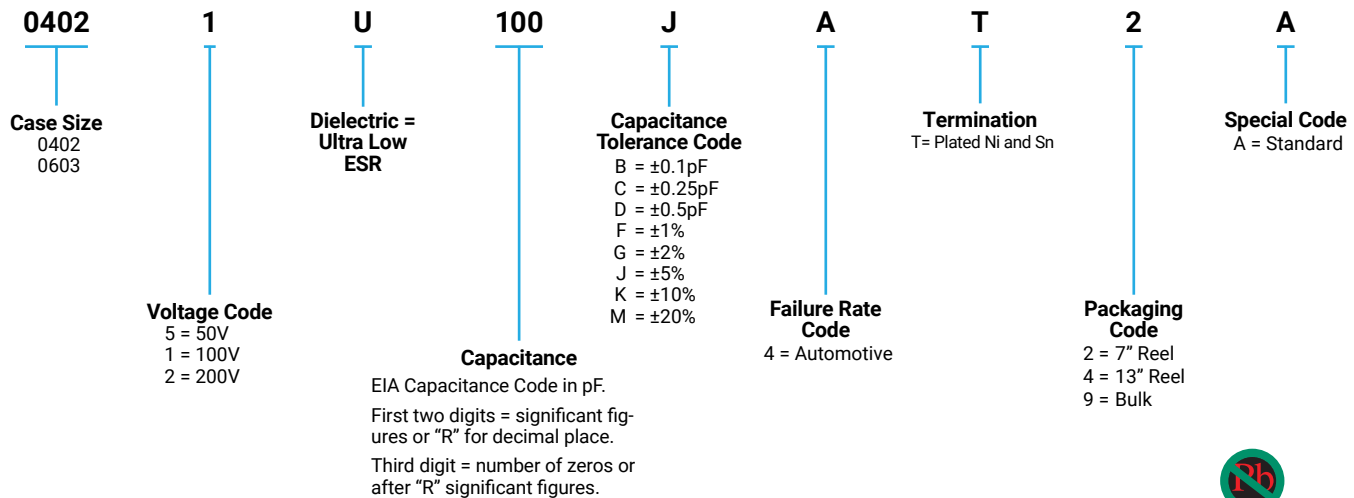 0402 1 U 100 J A T 2 A
Case Size
0402
0603
Voltage Code
5 = 50V
1 = 100V
2 = 200V
Dielectric =
Ultra Low
ESR
Capacitance
EIA Capacitance Code in pF.
First two digits = significant fig-
ures or “R” for decimal place.
Third digit = number of zeros or
after “R” significant figures.
Capacitance
Tolerance Code
B = ±0.1pF
C = ±0.25pF
D = ±0.5pF
F = ±1%
G = ±2%
J = ±5%
K = ±10%
M = ±20%
Failure Rate
Code
4 = Automotive
Termination
T= Plated Ni and Sn
Packaging
Code
2 = 7” Reel
4 = 13” Reel
9 = Bulk
Special Code
A = Standard
Pb